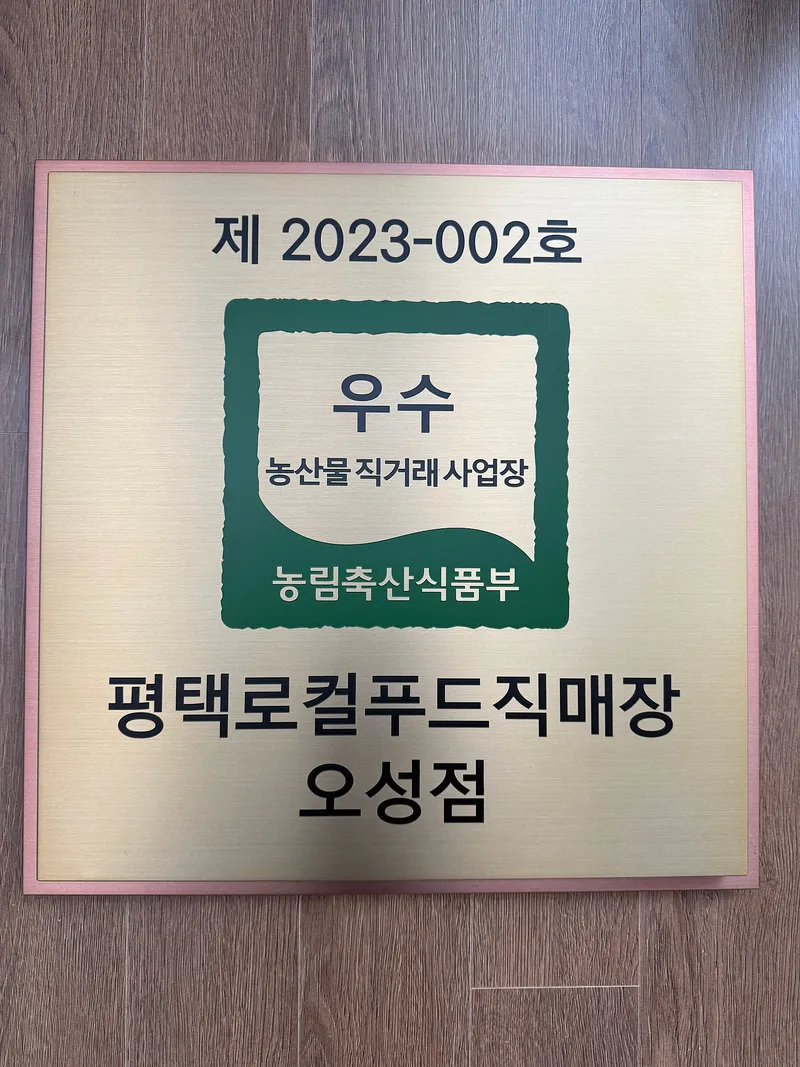 제 2023-002호
우수
농산물 직거래 사업장
농림축산식품부
평택로컬푸드직매장
오성점